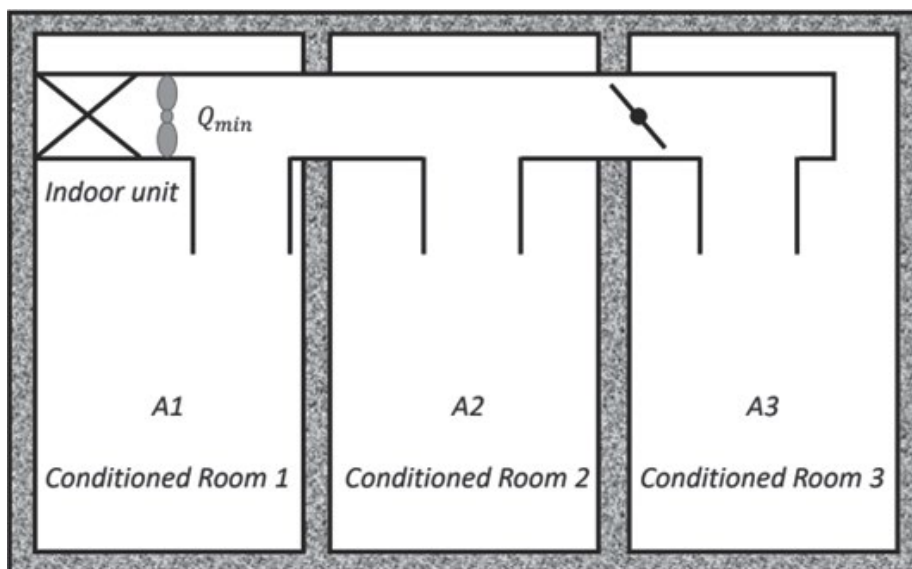 Q_min
Indoor unit
A1
A2
A3
Conditioned Room 1
Conditioned Room 2
Conditioned Room 3